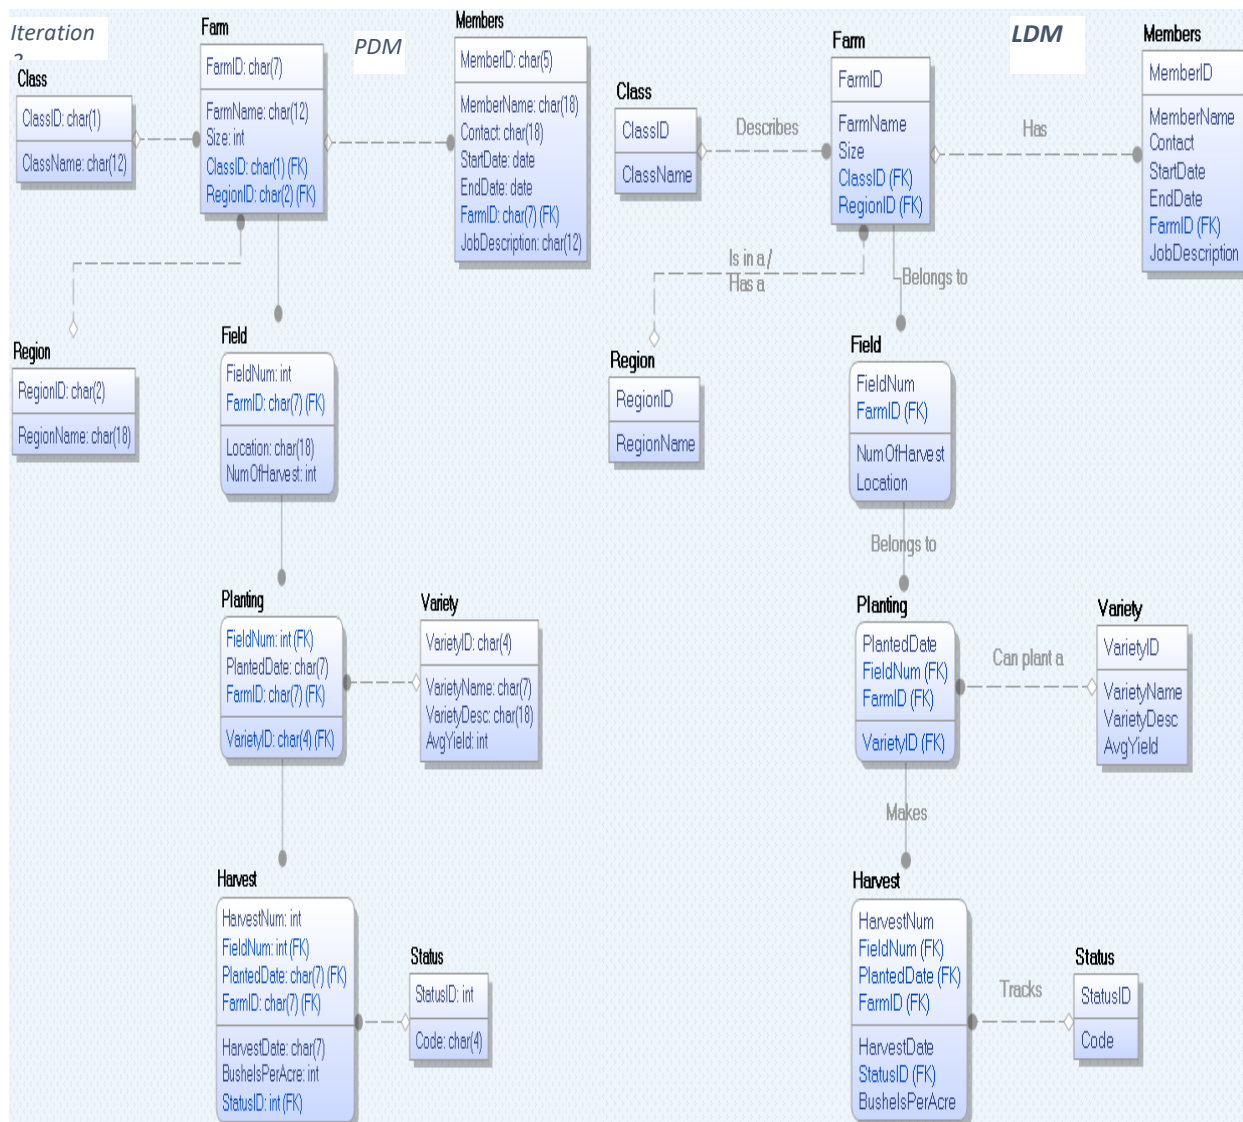 Iteration
PDM
Class
ClassID: char(1)
ClassName: char(12)
Farm
FarmID: char(7)
FarmName: char(12)
Size: int
ClassID: char(1) (FK)
RegionID: char(2) (FK)
Members
MemberID: char(5)
MemberName: char(18)
Contact: char(18)
StartDate: date
EndDate: date
FarmID: char(7) (FK)
JobDescription: char(12)
Region
RegionID: char(2)
RegionName: char(18)
Field
FieldNum: int
FarmID: char(7) (FK)
Location: char(18)
NumOfHarvest: int
Planting
FieldNum: int (FK)
PlantedDate: char(7)
FarmID: char(7) (FK)
VarietyID: char(4) (FK)
Variety
VarietyID: char(4)
VarietyName: char(7)
VarietyDesc: char(18)
AvgYield: int
Harvest
HarvestNum: int
FieldNum: int (FK)
PlantedDate: char(7) (FK)
FarmID: char(7) (FK)
HarvestDate: char(7)
BushelsPerAcre: int
StatusID: int (FK)
Status
StatusID: int
Code: char(4)
LDM
Class
ClassID
ClassName
Describes
Farm
FarmID
FarmName
Size
ClassID (FK)
RegionID (FK)
Has
Members
MemberID
MemberName
Contact
StartDate
EndDate
FarmID (FK)
JobDescription
Is in a /
Has a
Belongs to
Region
RegionID
RegionName
Field
FieldNum
FarmID (FK)
NumOfHarvest
Location
Belongs to
Planting
PlantedDate
FieldNum (FK)
FarmID (FK)
VarietyID (FK)
Can plant a
Variety
VarietyID
VarietyName
VarietyDesc
AvgYield
Makes
Harvest
HarvestNum
FieldNum (FK)
PlantedDate (FK)
FarmID (FK)
HarvestDate
StatusID (FK)
BushelsPerAcre
Tracks
Status
StatusID
Code